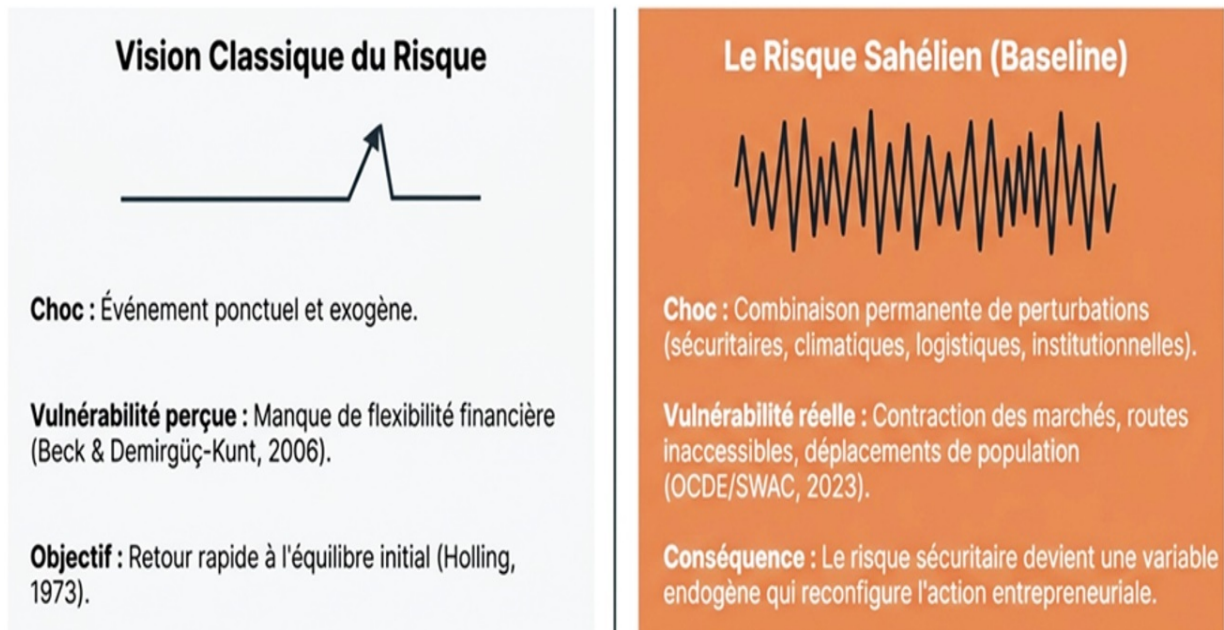 Vision Classique du Risque
Choc : Événement ponctuel et exogène.
Vulnérabilité perçue : Manque de flexibilité financière
(Beck & Demirgüç-Kunt, 2006).
Objectif : Retour rapide à l'équilibre initial (Holling,
1973).
Le Risque Sahélien (Baseline)
Choc : Combinaison permanente de perturbations
(sécuritaires, climatiques, logistiques, institutionnelles).
Vulnérabilité réelle : Contraction des marchés, routes
inaccessibles, déplacements de population
(OCDE/SWAC, 2023).
Conséquence : Le risque sécuritaire devient une variable
endogène qui reconfigure l'action entrepreneuriale.